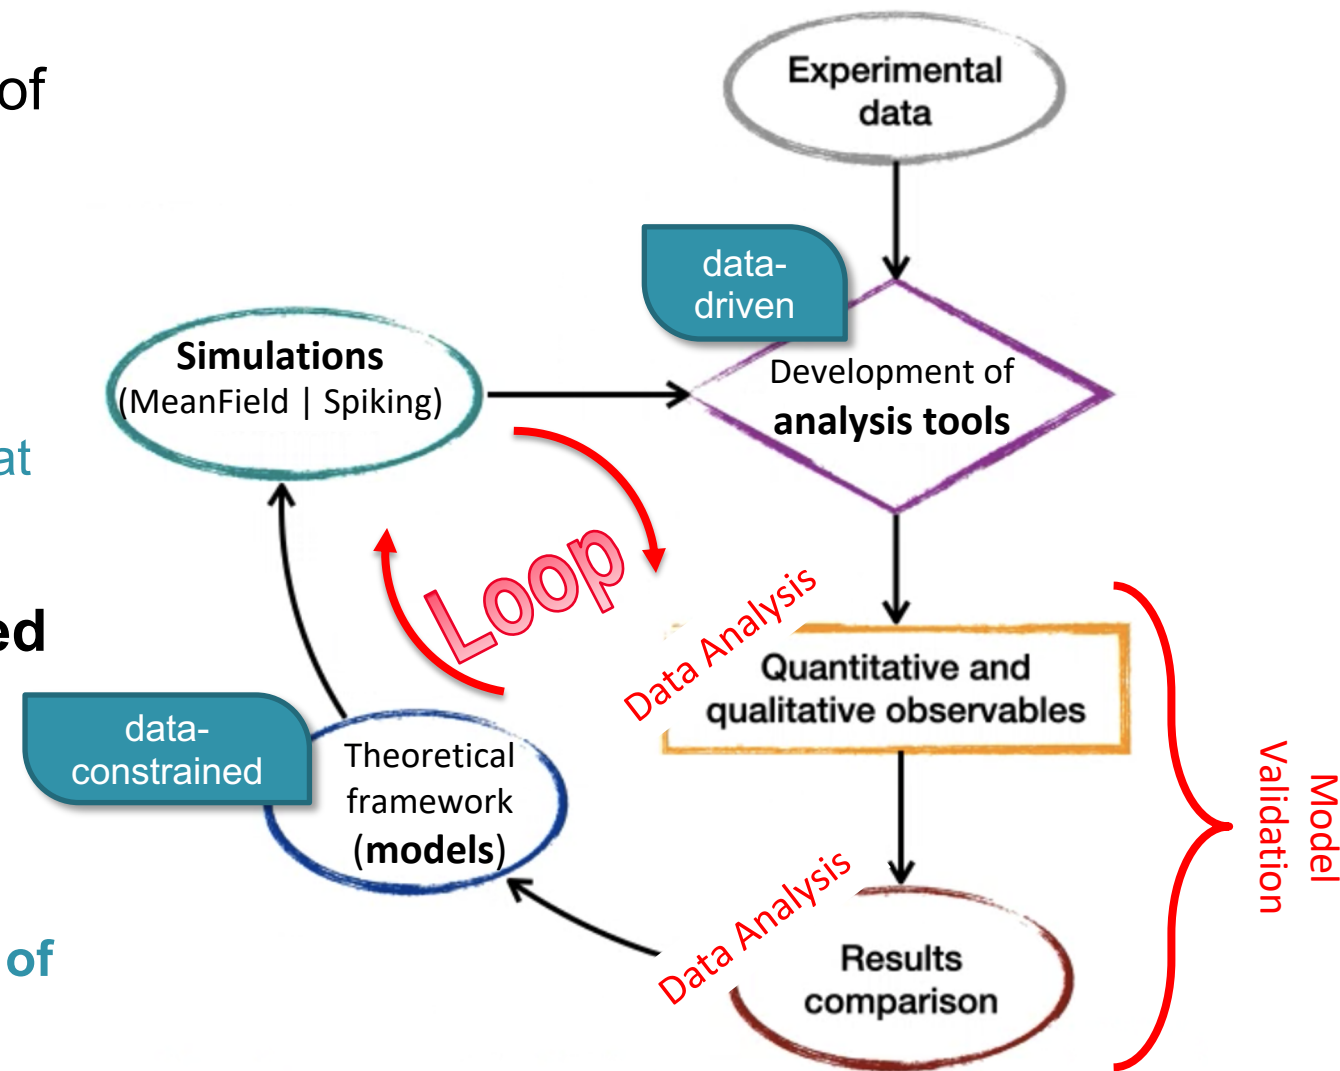 of
at
ed
of
Experimental
data
data-
driven
Simulations
(MeanField | Spiking)
Development of
analysis tools
Loop
Data Analysis
Quantitative and
qualitative observables
data-
constrained
Theoretical
framework
(models)
Data Analysis
Results
comparison
Model
Validation